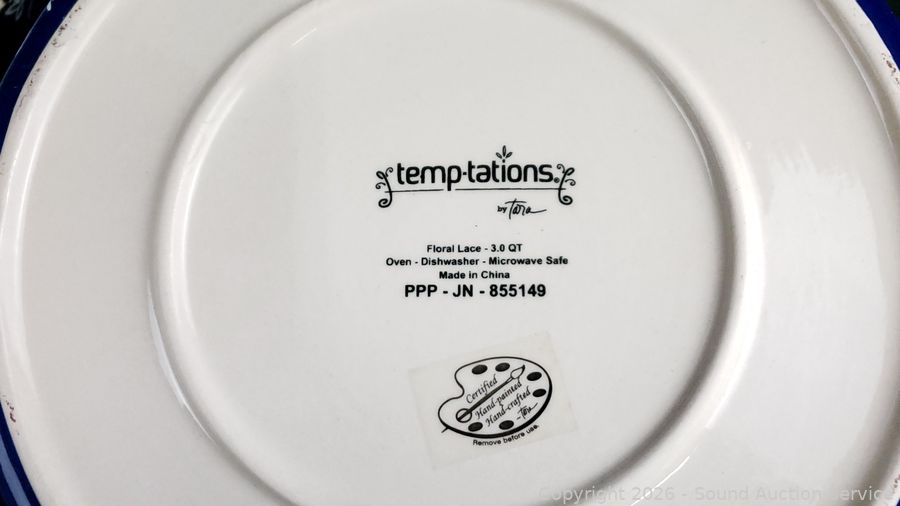 temp-tations®
by Tara
Floral Lace - 3.0 QT
Oven - Dishwasher - Microwave Safe
Made in China
PPP - JN - 855149
Certified
Hand-painted
Hand-crafted
- Tara
Remove before use.
Copyright 2026 - Sound Auction Service